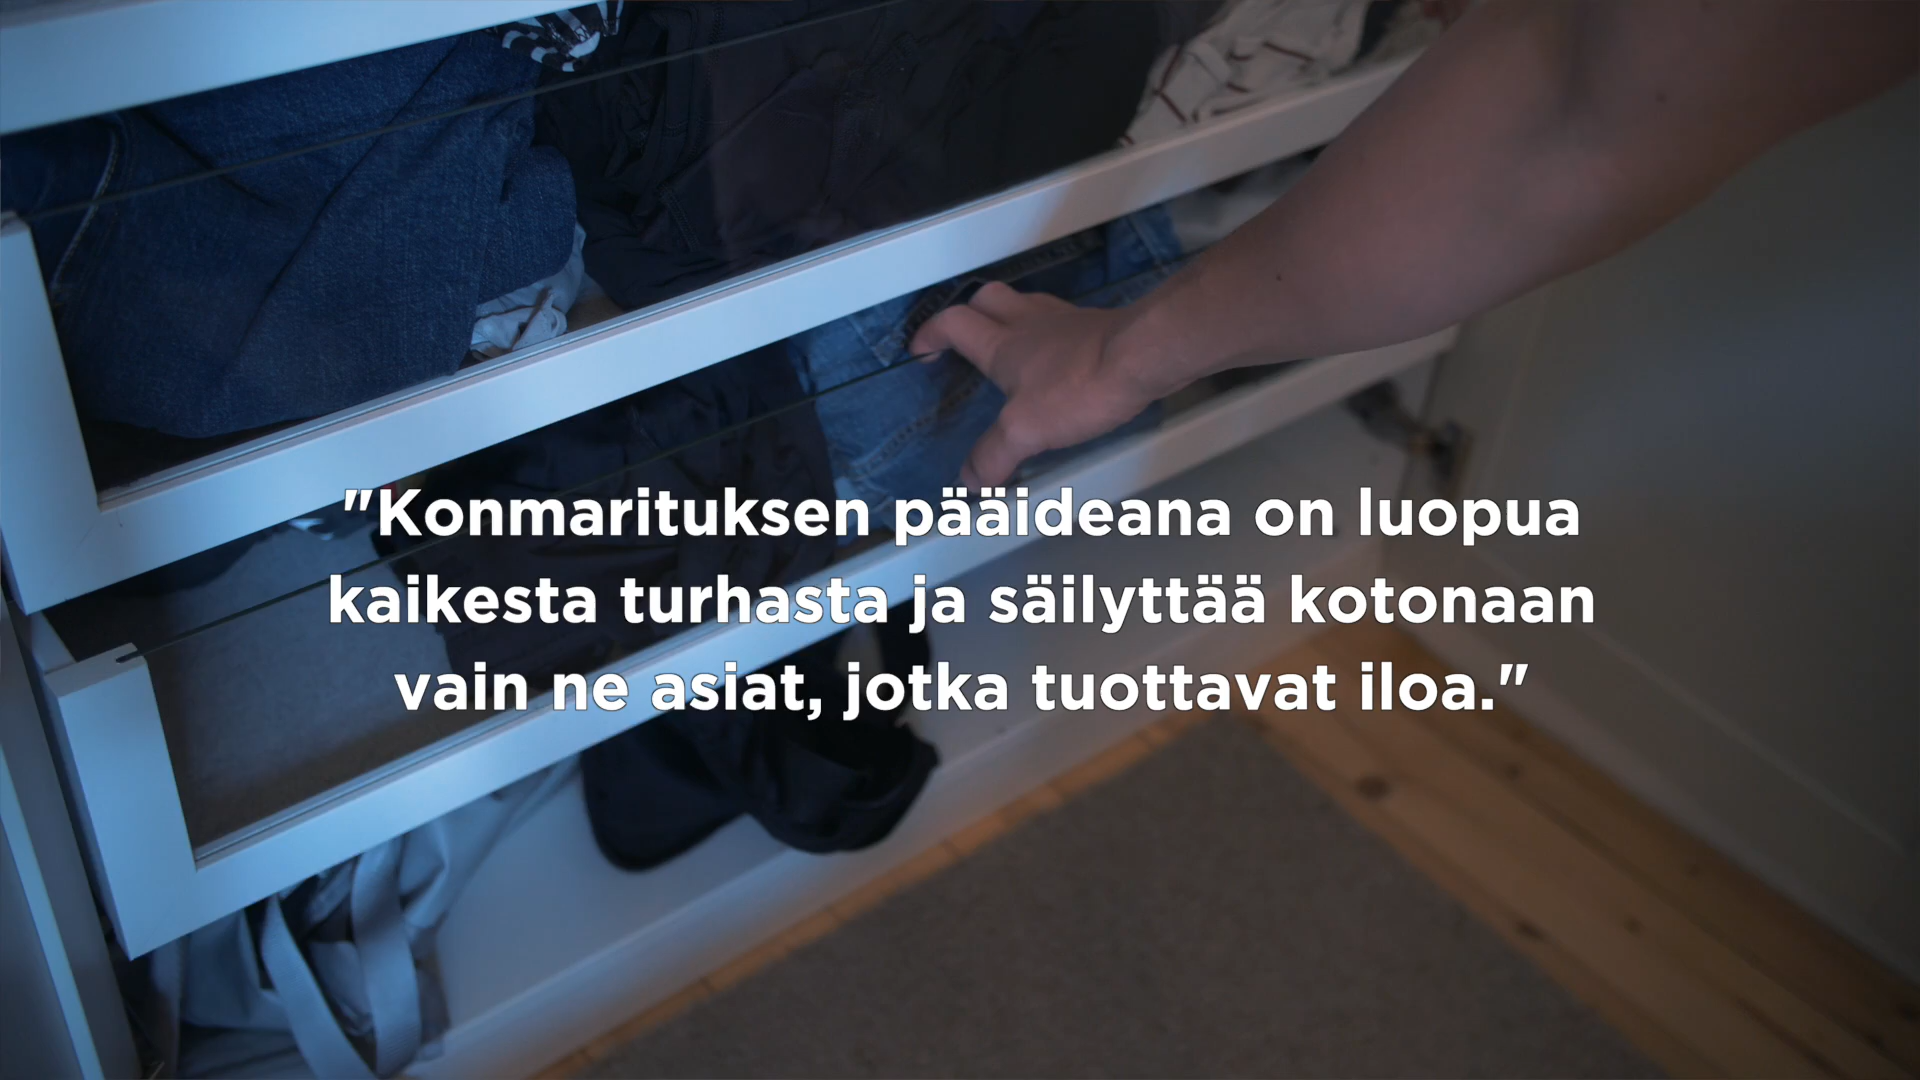 "Konmarituksen pääideana on luopua
kaikesta turhasta ja säilyttää kotonaan
vain ne asiat, jotka tuottavat iloa."